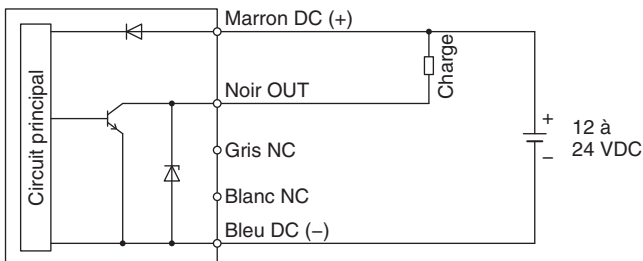 Marron DC (+)
Circuit principal
Charge
Noir OUT
+
12 à
24 VDC
−
Gris NC
Blanc NC
Bleu DC (−)